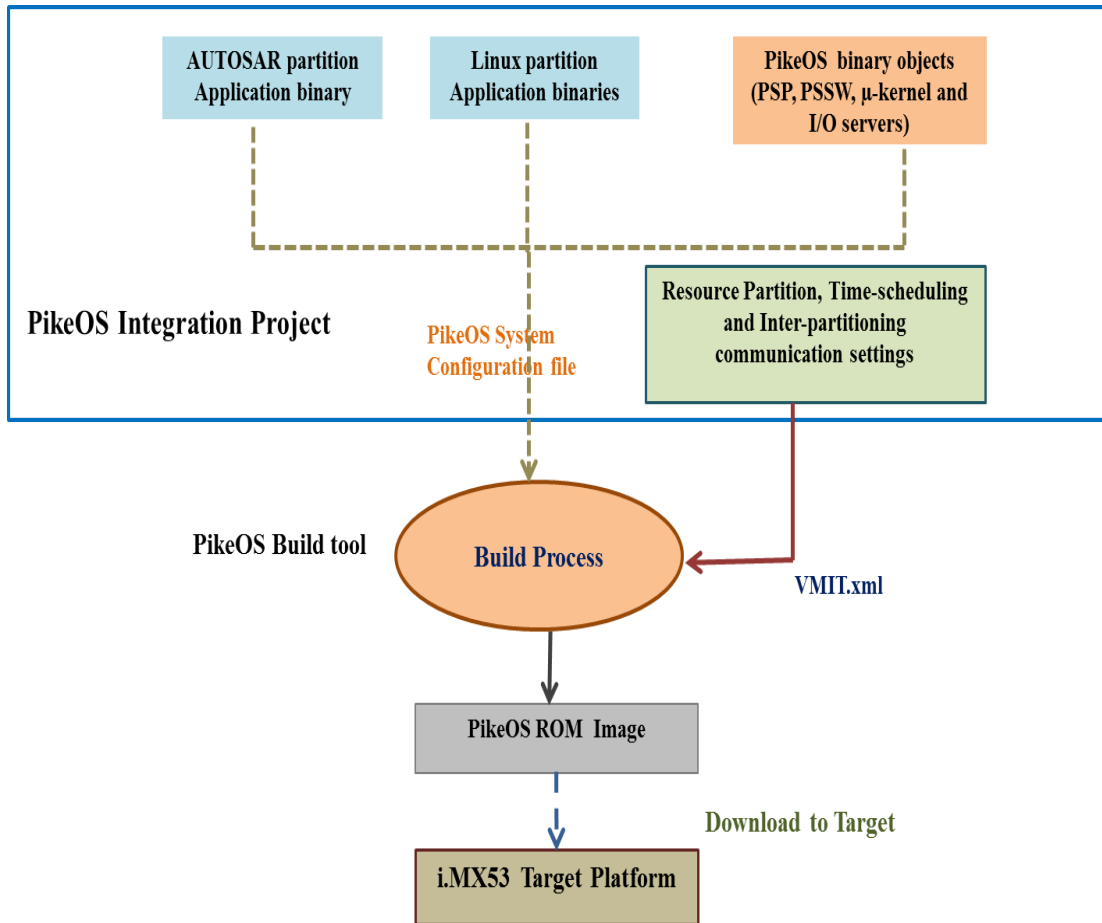 AUTOSAR partition
Application binary
Linux partition
Application binaries
PikeOS binary objects
(PSP, PSSW, μ-kernel and
I/O servers)
Resource Partition, Time-scheduling
and Inter-partitioning
communication settings
PikeOS Integration Project
PikeOS System
Configuration file
PikeOS Build tool
Build Process
VMIT.xml
PikeOS ROM Image
Download to Target
i.MX53 Target Platform